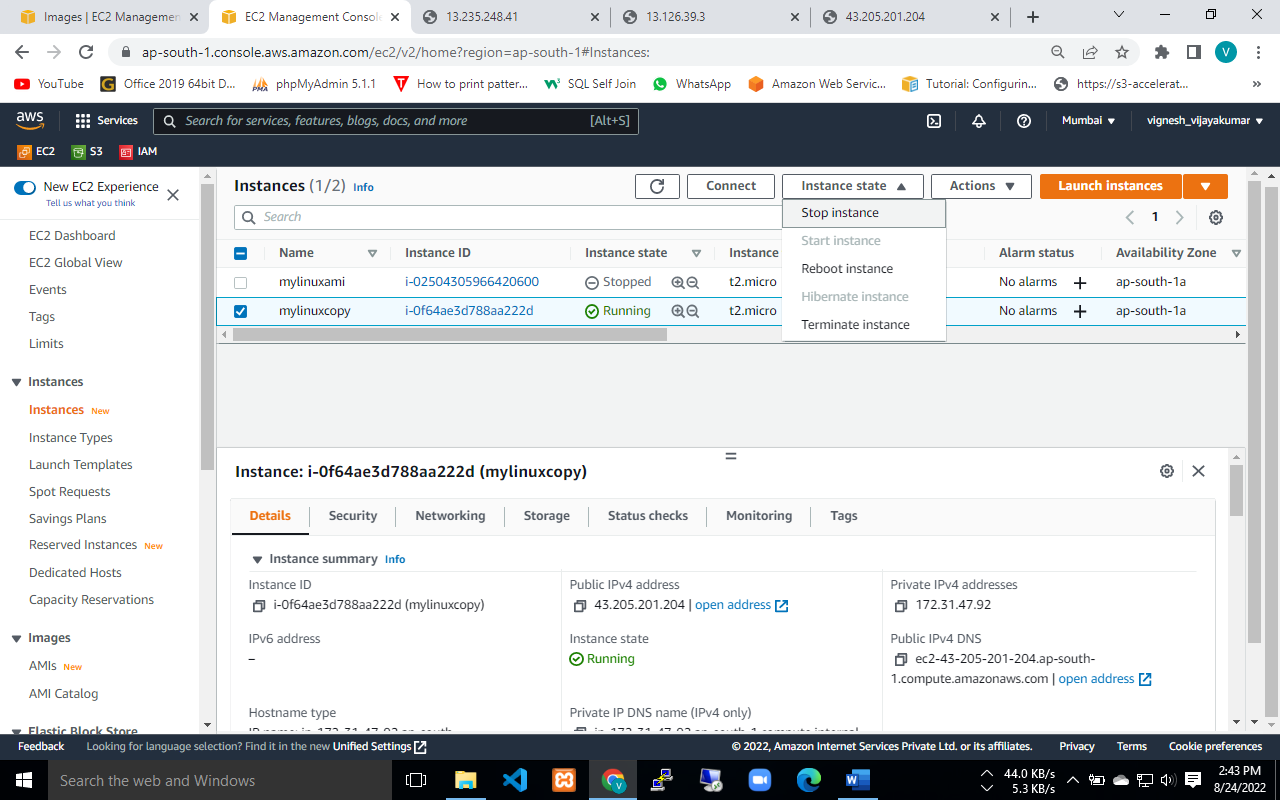 Images | EC2 Management
EC2 Management Conso
13.235.248.41
13.126.39.3
43.205.201.204
ap-south-1.console.aws.amazon.com/ec2/v2/home?region=ap-south-1#Instances:
V
YouTube
Office 2019 64bit D...
phpMyAdmin 5.1.1
How to print patter...
SQL Self Join
WhatsApp
Amazon Web Servic...
Tutorial: Configurin...
https://s3-accelerat...
aws
Services
Search for services, features, blogs, docs, and more
[Alt+S]
Mumbai
vignesh_vijayakumar
EC2
S3
IAM
New EC2 Experience
Tell us what you think
EC2 Dashboard
EC2 Global View
Events
Tags
Limits
Instances
Instances New
Instance Types
Launch Templates
Spot Requests
Savings Plans
Reserved Instances New
Dedicated Hosts
Capacity Reservations
Images
AMIs New
AMI Catalog
Elastic Block Store
Instances (1/2) Info
Connect
Instance state
Actions
Launch instances
Search
1
Stop instance
Start instance
Reboot instance
Hibernate instance
Terminate instance
Name Instance ID Instance state Instance Alarm status Availability Zone
mylinuxami i-02504305966420600 Stopped t2.micro No alarms ap-south-1a
mylinuxcopy i-0f64ae3d788aa222d Running t2.micro No alarms ap-south-1a
Instance: i-0f64ae3d788aa222d (mylinuxcopy)
Details Security Networking Storage Status checks Monitoring Tags
Instance summary Info
Instance ID
i-0f64ae3d788aa222d (mylinuxcopy)
Public IPv4 address
43.205.201.204 | open address
Private IPv4 addresses
172.31.47.92
IPv6 address
–
Instance state
Running
Public IPv4 DNS
ec2-43-205-201-204.ap-south-
1.compute.amazonaws.com | open address
Hostname type
Private IP DNS name (IPv4 only)
Feedback
Looking for language selection? Find it in the new Unified Settings
© 2022, Amazon Internet Services Private Ltd. or its affiliates.
Privacy
Terms
Cookie preferences
Search the web and Windows
44.0 KB/s
5.3 KB/s
2:43 PM
8/24/2022